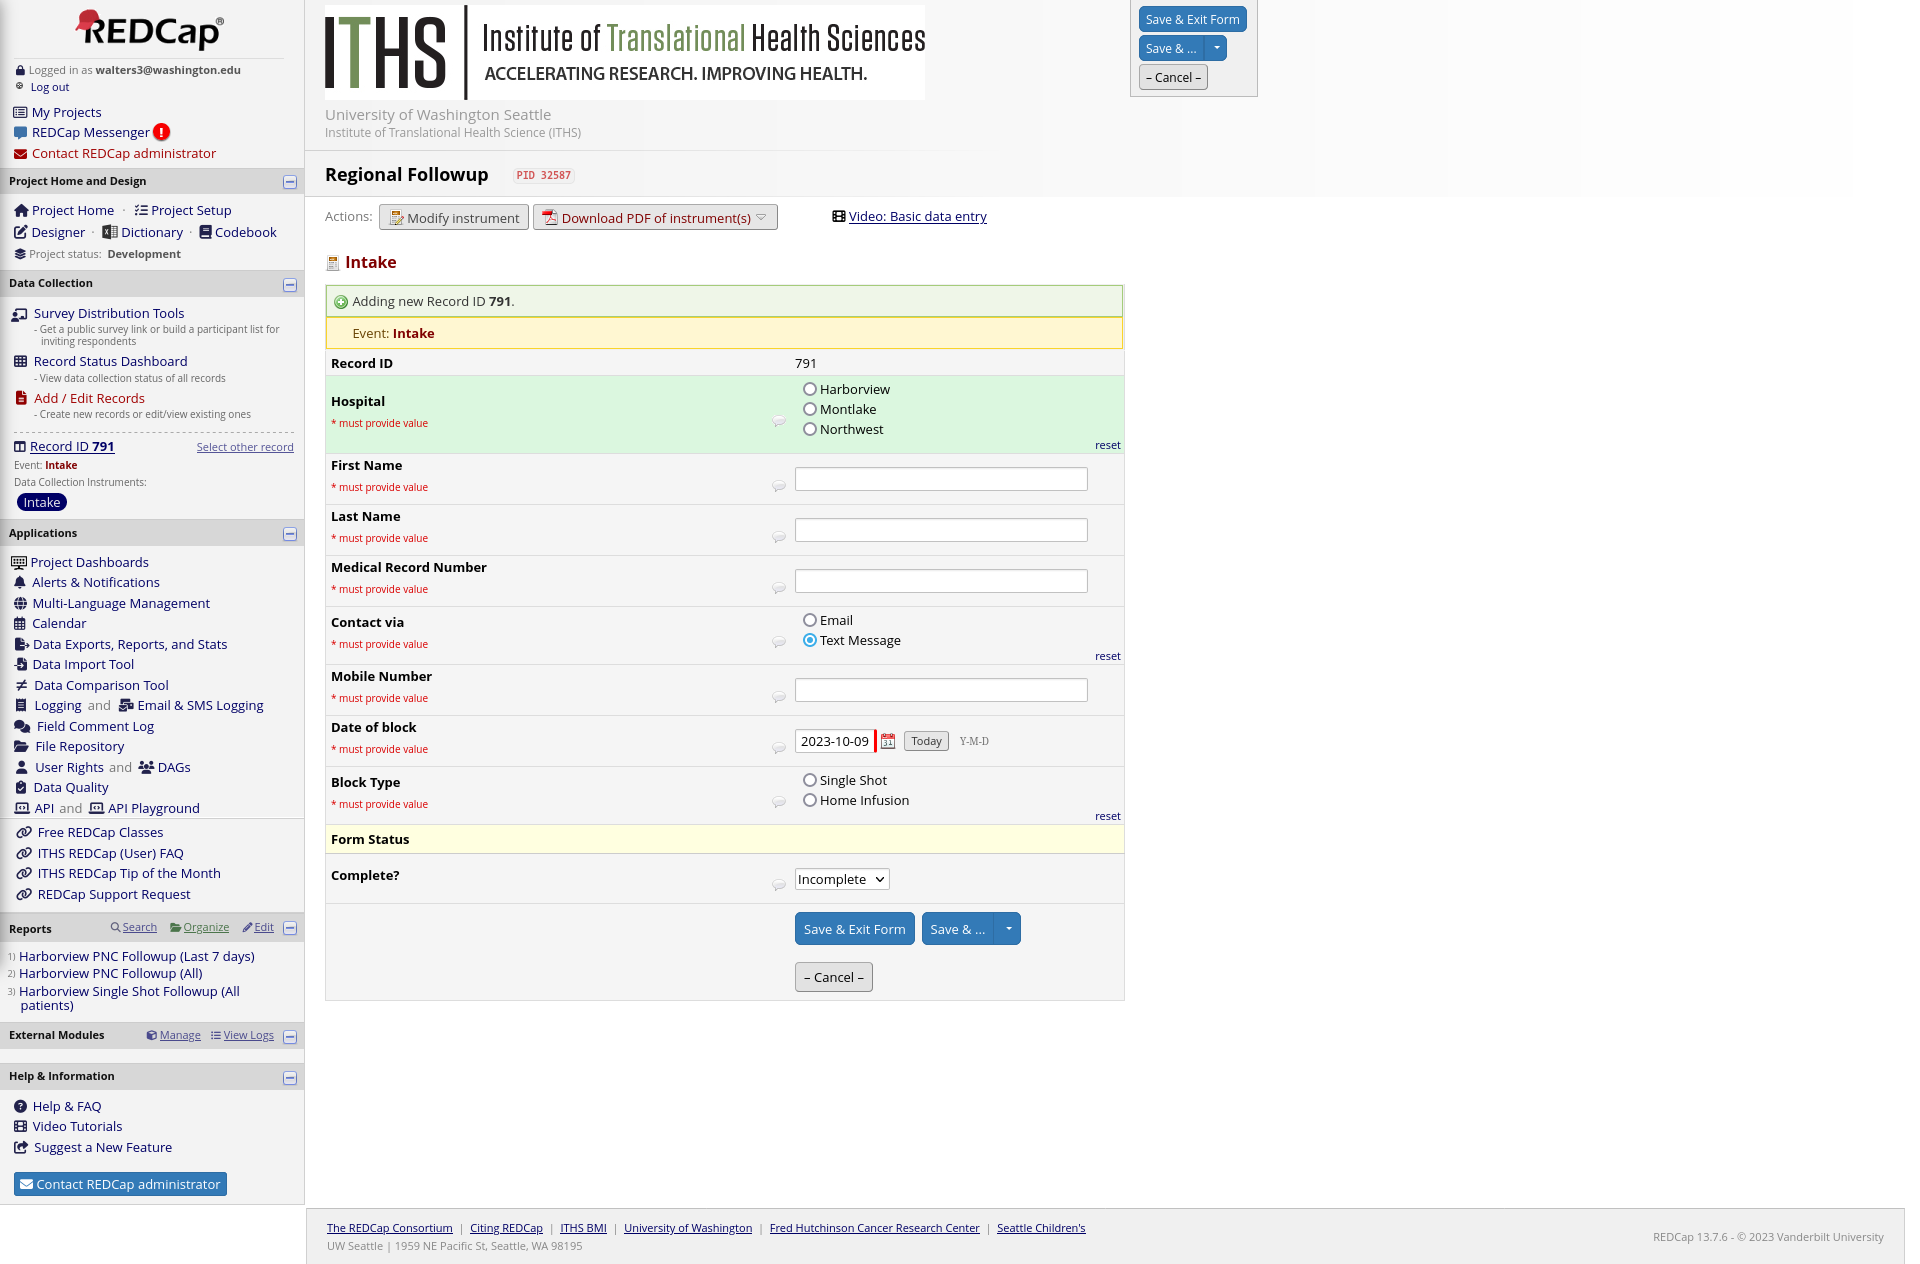 REDCap®
Logged in as walters3@washington.edu
Log out
My Projects
REDCap Messenger !
Contact REDCap administrator
Project Home and Design
Project Home · Project Setup
Designer · Dictionary · Codebook
Project status: Development
Data Collection
Survey Distribution Tools
- Get a public survey link or build a participant list for
inviting respondents
Record Status Dashboard
- View data collection status of all records
Add / Edit Records
- Create new records or edit/view existing ones
Record ID 791 Select other record
Event: Intake
Data Collection Instruments:
Intake
Applications
Project Dashboards
Alerts & Notifications
Multi-Language Management
Calendar
Data Exports, Reports, and Stats
Data Import Tool
Data Comparison Tool
Logging and Email & SMS Logging
Field Comment Log
File Repository
User Rights and DAGs
Data Quality
API and API Playground
Free REDCap Classes
ITHS REDCap (User) FAQ
ITHS REDCap Tip of the Month
REDCap Support Request
Reports Search Organize Edit
1) Harborview PNC Followup (Last 7 days)
2) Harborview PNC Followup (All)
3) Harborview Single Shot Followup (All
patients)
External Modules Manage View Logs
Help & Information
Help & FAQ
Video Tutorials
Suggest a New Feature
Contact REDCap administrator
ITHS Institute of Translational Health Sciences
ACCELERATING RESEARCH. IMPROVING HEALTH.
University of Washington Seattle
Institute of Translational Health Science (ITHS)
Save & Exit Form
Save & ...
– Cancel –
Regional Followup PID 32587
Actions: Modify instrument Download PDF of instrument(s) Video: Basic data entry
Intake
Adding new Record ID 791.
Event: Intake
Record ID 791
Hospital
* must provide value
Harborview
Montlake
Northwest
reset
First Name
* must provide value
Last Name
* must provide value
Medical Record Number
* must provide value
Contact via
* must provide value
Email
Text Message
reset
Mobile Number
* must provide value
Date of block
* must provide value
2023-10-09 31 Today Y-M-D
Block Type
* must provide value
Single Shot
Home Infusion
reset
Form Status
Complete? Incomplete
Save & Exit Form Save & ...
– Cancel –
The REDCap Consortium | Citing REDCap | ITHS BMI | University of Washington | Fred Hutchinson Cancer Research Center | Seattle Children's
UW Seattle | 1959 NE Pacific St, Seattle, WA 98195
REDCap 13.7.6 - © 2023 Vanderbilt University